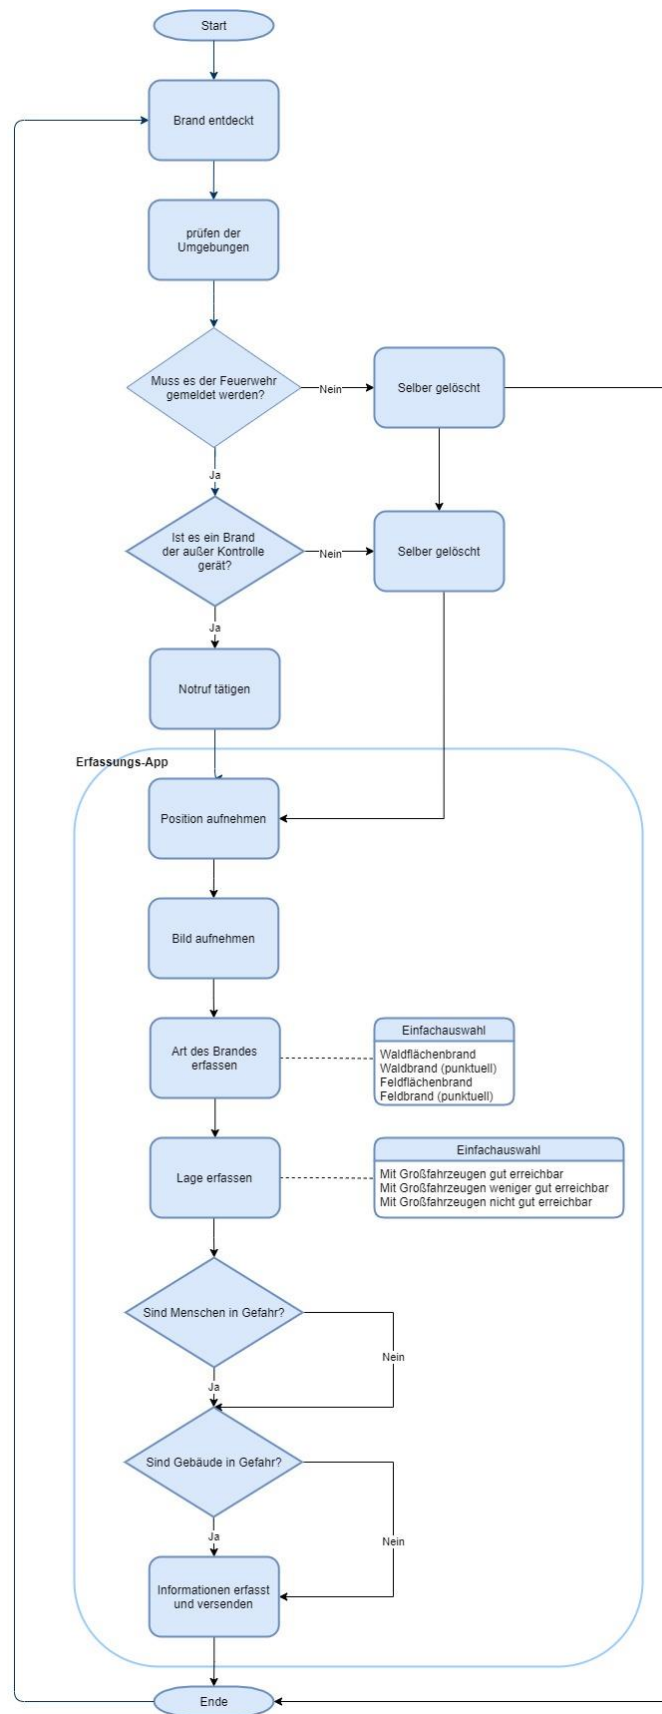 Start
Brand entdeckt
prüfen der
Umgebungen
Muss es der Feuerwehr
gemeldet werden?
Nein
Selber gelöscht
Ja
Ist es ein Brand
der außer Kontrolle
gerät?
Nein
Selber gelöscht
Ja
Notruf tätigen
Erfassungs-App
Position aufnehmen
Bild aufnehmen
Art des Brandes
erfassen
Einfachauswahl
Waldflächenbrand
Waldbrand (punktuell)
Feldflächenbrand
Feldbrand (punktuell)
Lage erfassen
Einfachauswahl
Mit Großfahrzeugen gut erreichbar
Mit Großfahrzeugen weniger gut erreichbar
Mit Großfahrzeugen nicht gut erreichbar
Sind Menschen in Gefahr?
Nein
Ja
Sind Gebäude in Gefahr?
Ja
Nein
Informationen erfasst
und versenden
Ende